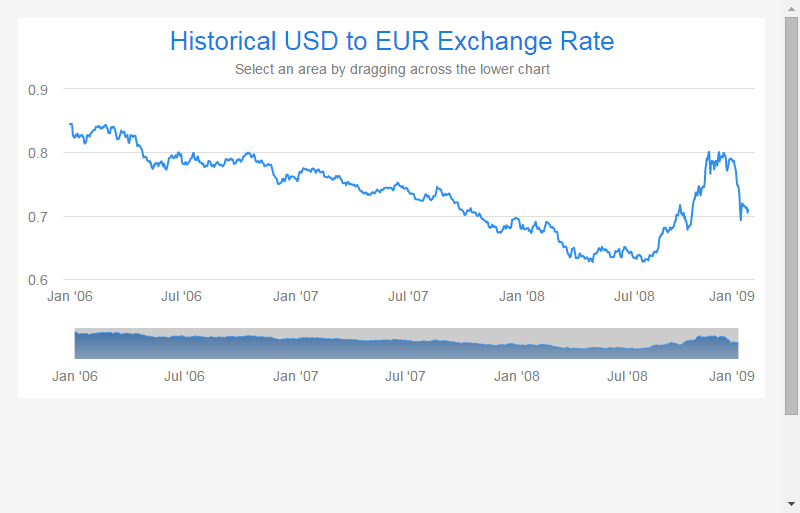 Historical USD to EUR Exchange Rate
Select an area by dragging across the lower chart
0.9
0.8
0.7
0.6
Jan '06 Jul '06 Jan '07 Jul '07 Jan '08 Jul '08 Jan '09
Jan '06 Jul '06 Jan '07 Jul '07 Jan '08 Jul '08 Jan '09